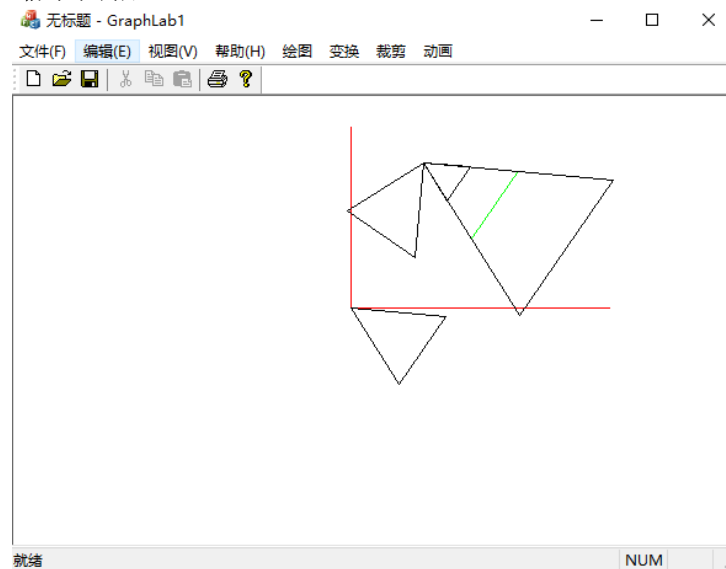 无标题 - GraphLab1
文件(F) 编辑(E) 视图(V) 帮助(H) 绘图 变换 裁剪 动画
就绪 NUM